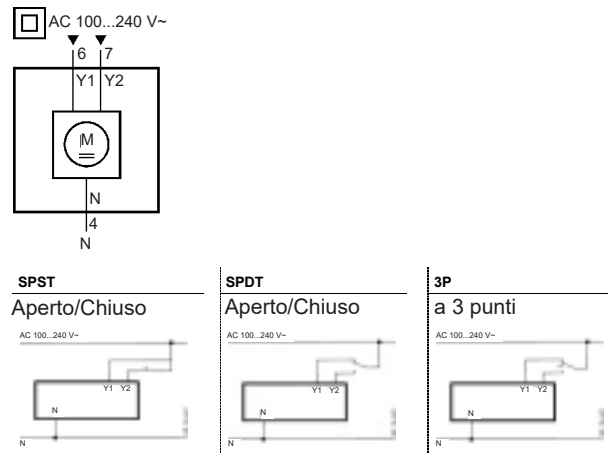 AC 100...240 V~
6 7
Y1 Y2
M
N
4
N
SPST
Aperto/Chiuso
AC 100...240 V~
Y1 Y2
N
N
SPDT
Aperto/Chiuso
AC 100...240 V~
Y1 Y2
N
N
3P
a 3 punti
AC 100...240 V~
Y1 Y2
N
N